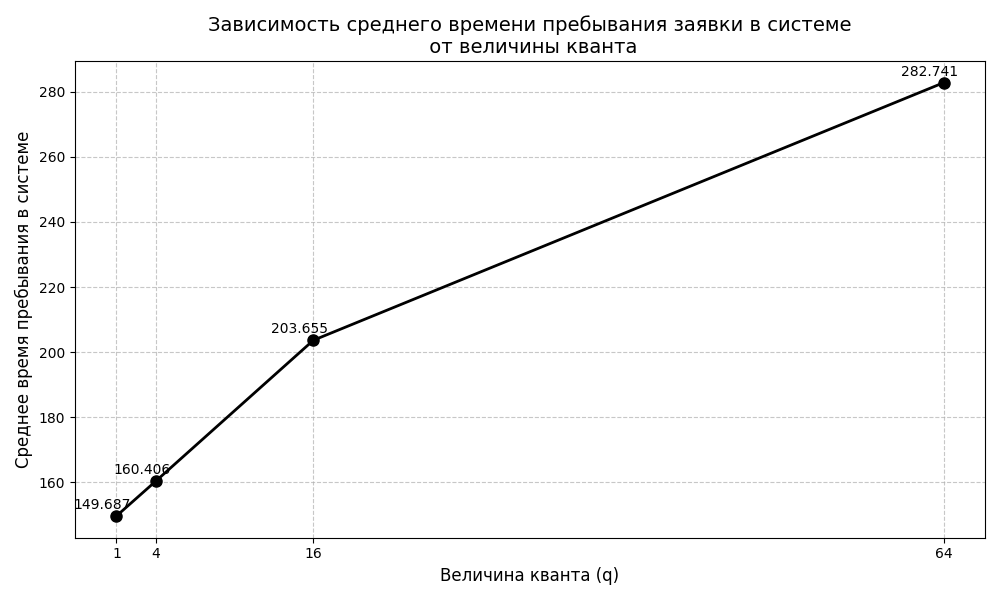 Зависимость среднего времени пребывания заявки в системе
от величины кванта
Среднее время пребывания в системе
280
260
240
220
200
180
160
282.741
203.655
160.406
149.687
1 4 16 64
Величина кванта (q)